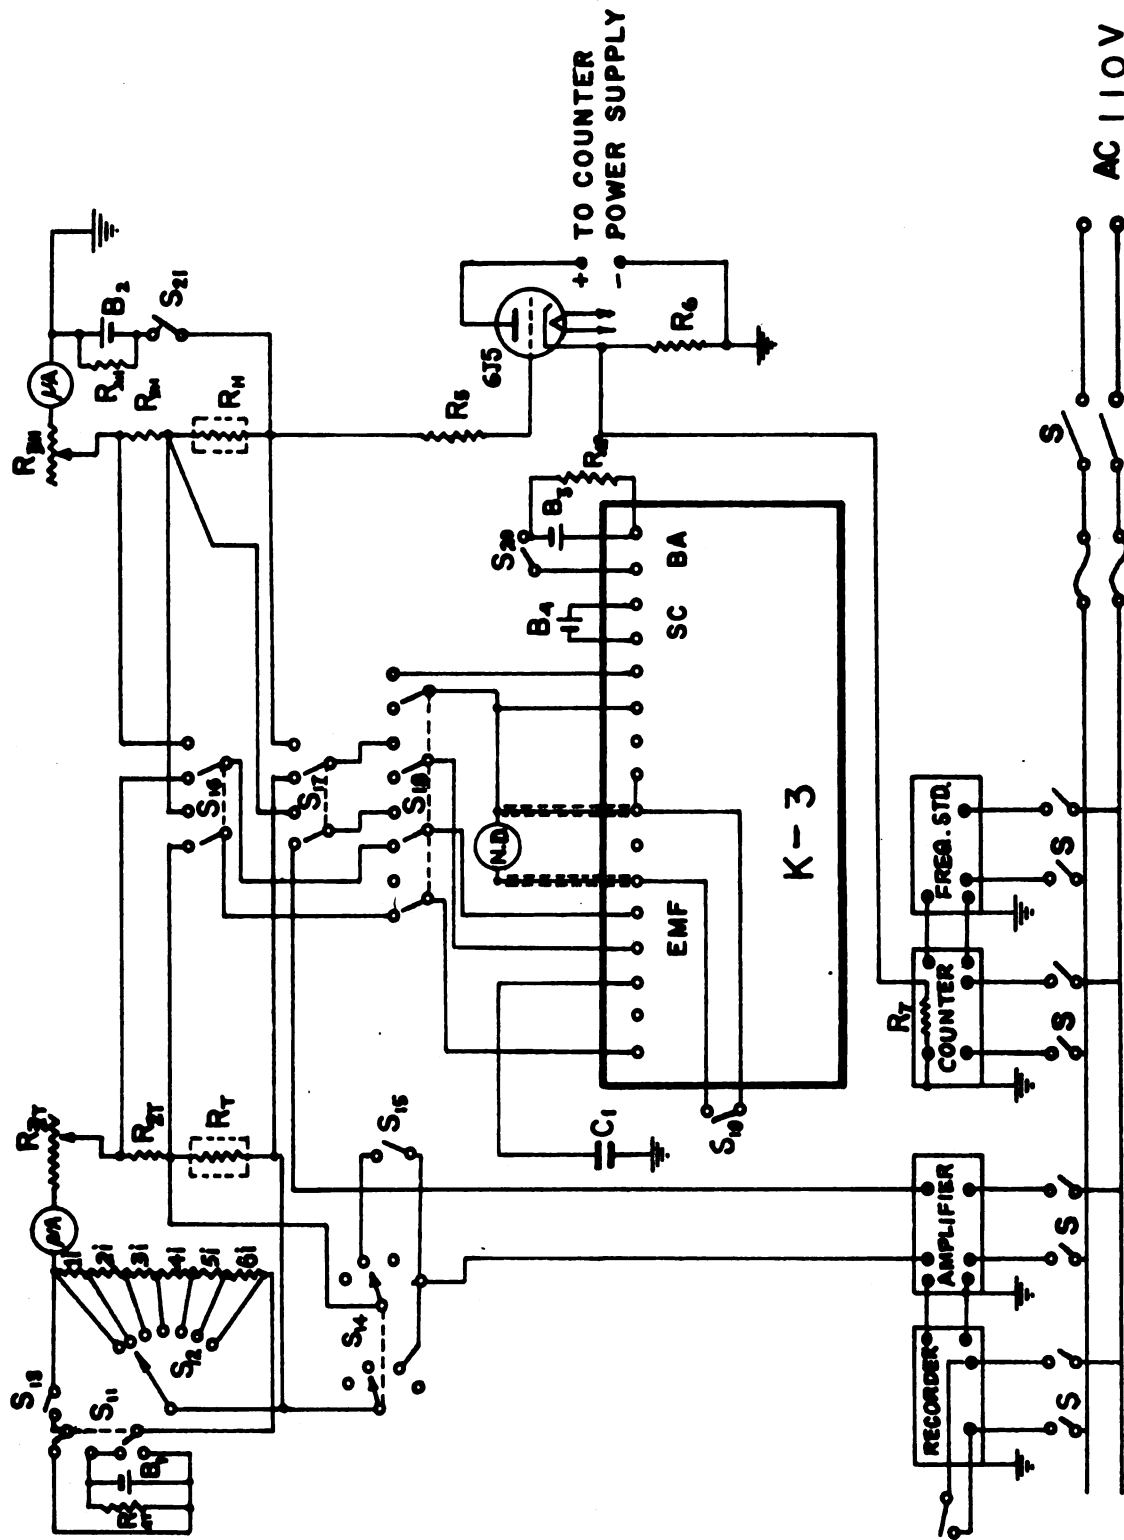 S13
S11
B1
1i
2i
3i
4i
5i
6i
S12
μA
R2T
RT
S14
S15
S16
S17
S18
μA
B2
S21
RH
R5
6J5
R6
+
-
TO COUNTER
POWER SUPPLY
N.D.
B4
S20
B3
EMF
SC
BA
K-3
C1
S19
RECORDER
AMPLIFIER
COUNTER
R7
FREQ. STD.
S
S
S
S
S
AC 110V